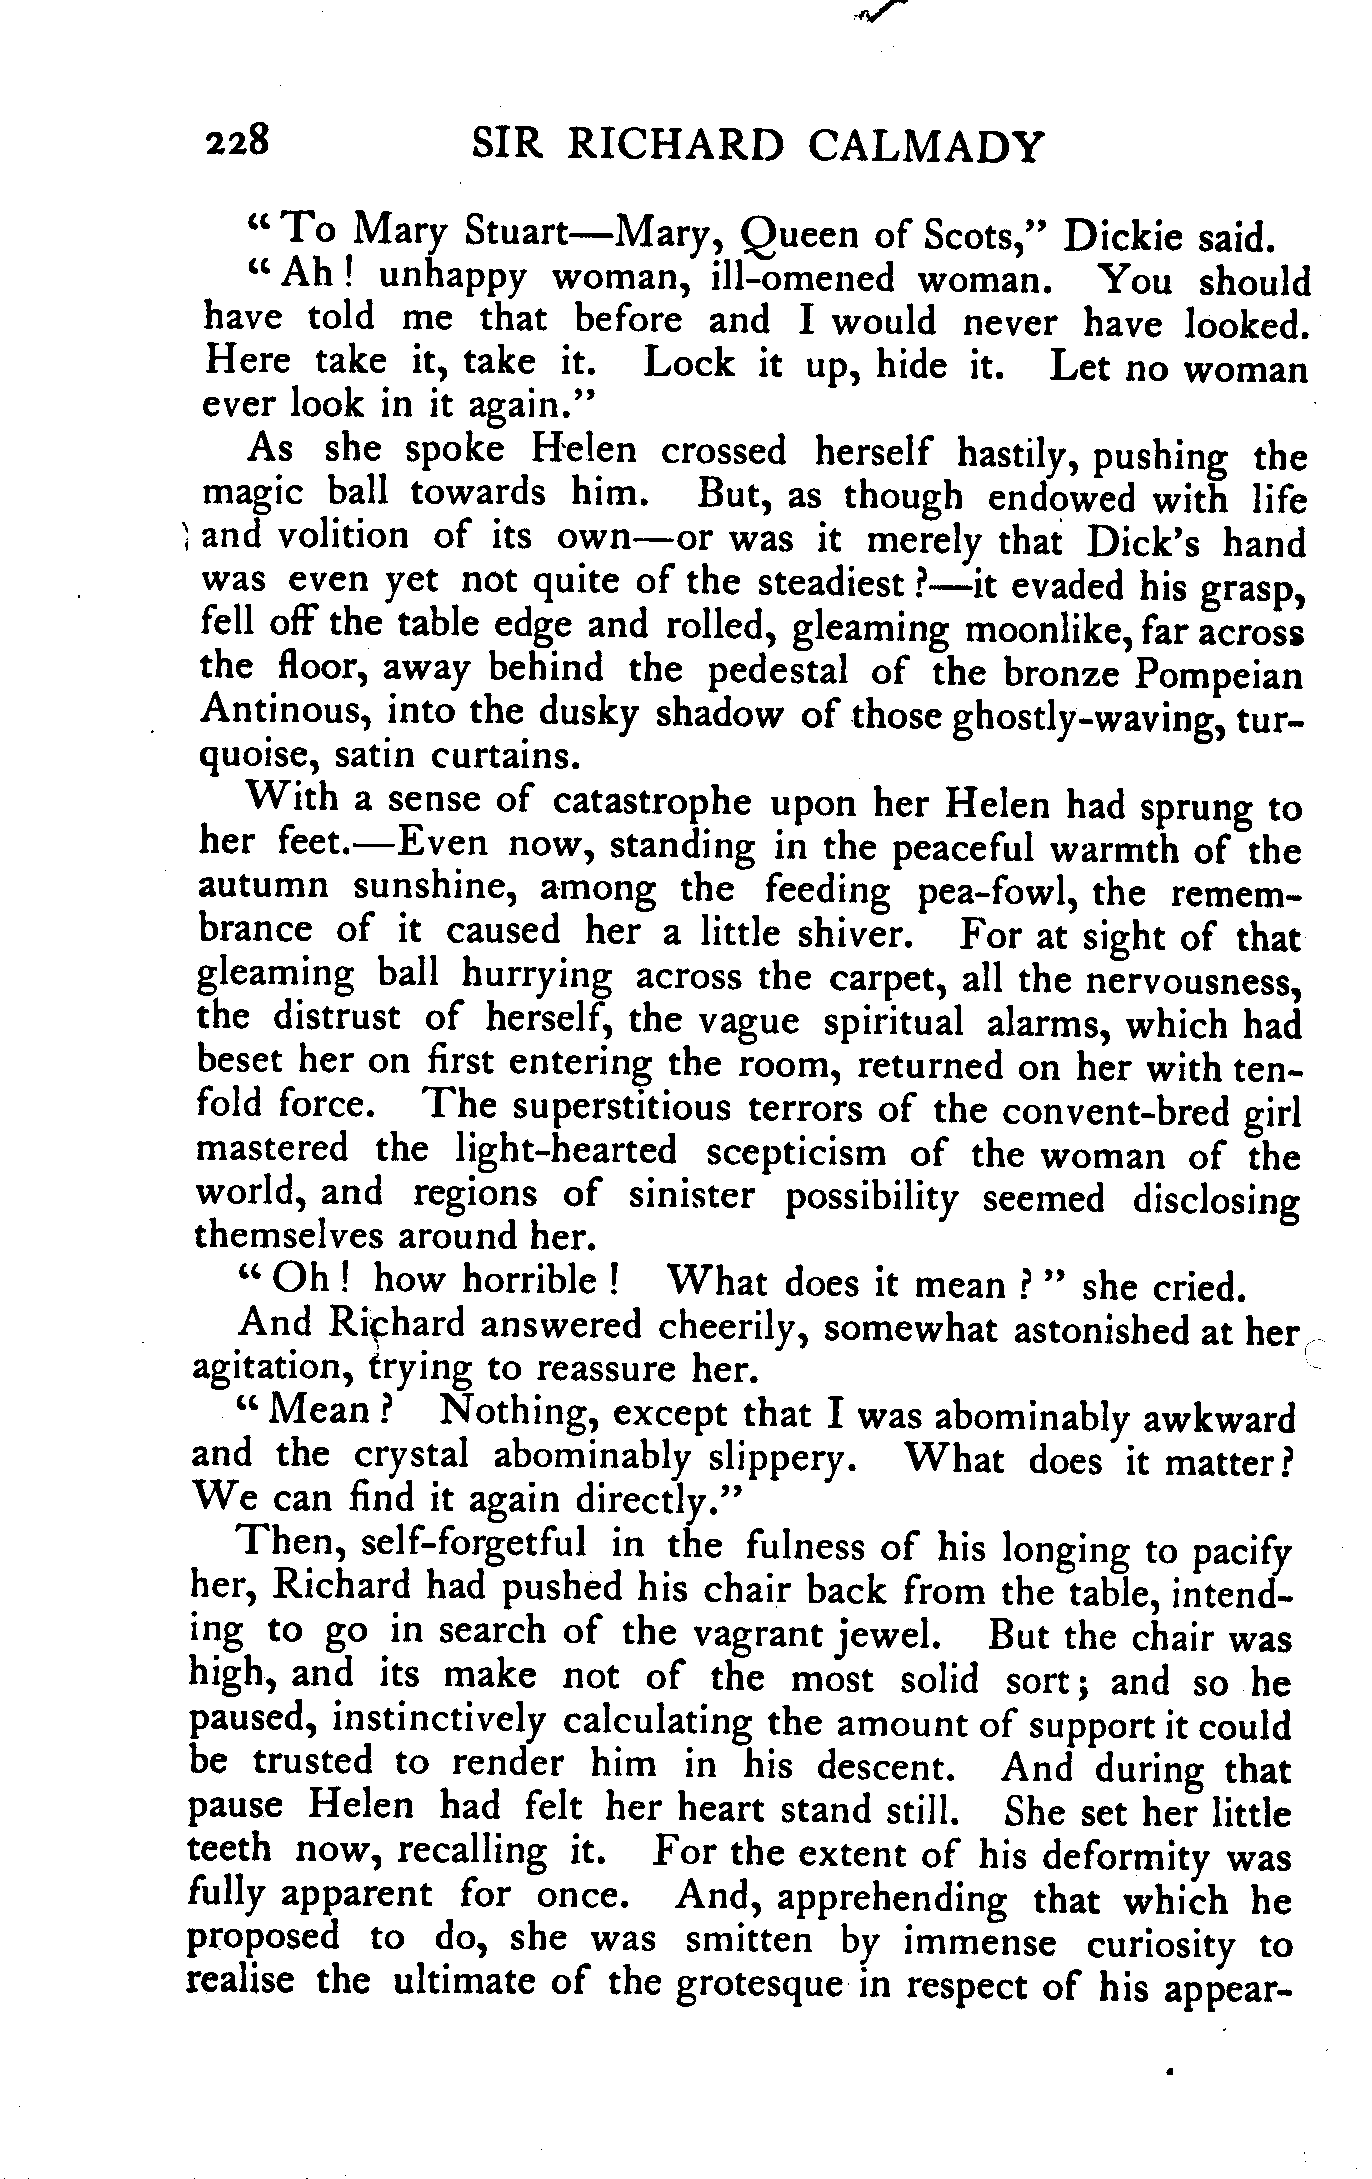 228 SIR RICHARD CALMADY
“ To Mary Stuart—Mary, Queen of Scots,” Dickie said.
“ Ah ! unhappy woman, ill-omened woman. You should
have told me that before and I would never have looked.
Here take it, take it. Lock it up, hide it. Let no woman
ever look in it again.”
As she spoke Helen crossed herself hastily, pushing the
magic ball towards him. But, as though endowed with life
and volition of its own—or was it merely that Dick’s hand
was even yet not quite of the steadiest ?—it evaded his grasp,
fell off the table edge and rolled, gleaming moonlike, far across
the floor, away behind the pedestal of the bronze Pompeian
Antinous, into the dusky shadow of those ghostly-waving, tur-
quoise, satin curtains.
With a sense of catastrophe upon her Helen had sprung to
her feet.—Even now, standing in the peaceful warmth of the
autumn sunshine, among the feeding pea-fowl, the remem-
brance of it caused her a little shiver. For at sight of that
gleaming ball hurrying across the carpet, all the nervousness,
the distrust of herself, the vague spiritual alarms, which had
beset her on first entering the room, returned on her with ten-
fold force. The superstitious terrors of the convent-bred girl
mastered the light-hearted scepticism of the woman of the
world, and regions of sinister possibility seemed disclosing
themselves around her.
“ Oh ! how horrible ! What does it mean ? ” she cried.
And Richard answered cheerily, somewhat astonished at her
agitation, trying to reassure her.
“ Mean ? Nothing, except that I was abominably awkward
and the crystal abominably slippery. What does it matter ?
We can find it again directly.”
Then, self-forgetful in the fulness of his longing to pacify
her, Richard had pushed his chair back from the table, intend-
ing to go in search of the vagrant jewel. But the chair was
high, and its make not of the most solid sort ; and so he
paused, instinctively calculating the amount of support it could
be trusted to render him in his descent. And during that
pause Helen had felt her heart stand still. She set her little
teeth now, recalling it. For the extent of his deformity was
fully apparent for once. And, apprehending that which he
proposed to do, she was smitten by immense curiosity to
realise the ultimate of the grotesque in respect of his appear-